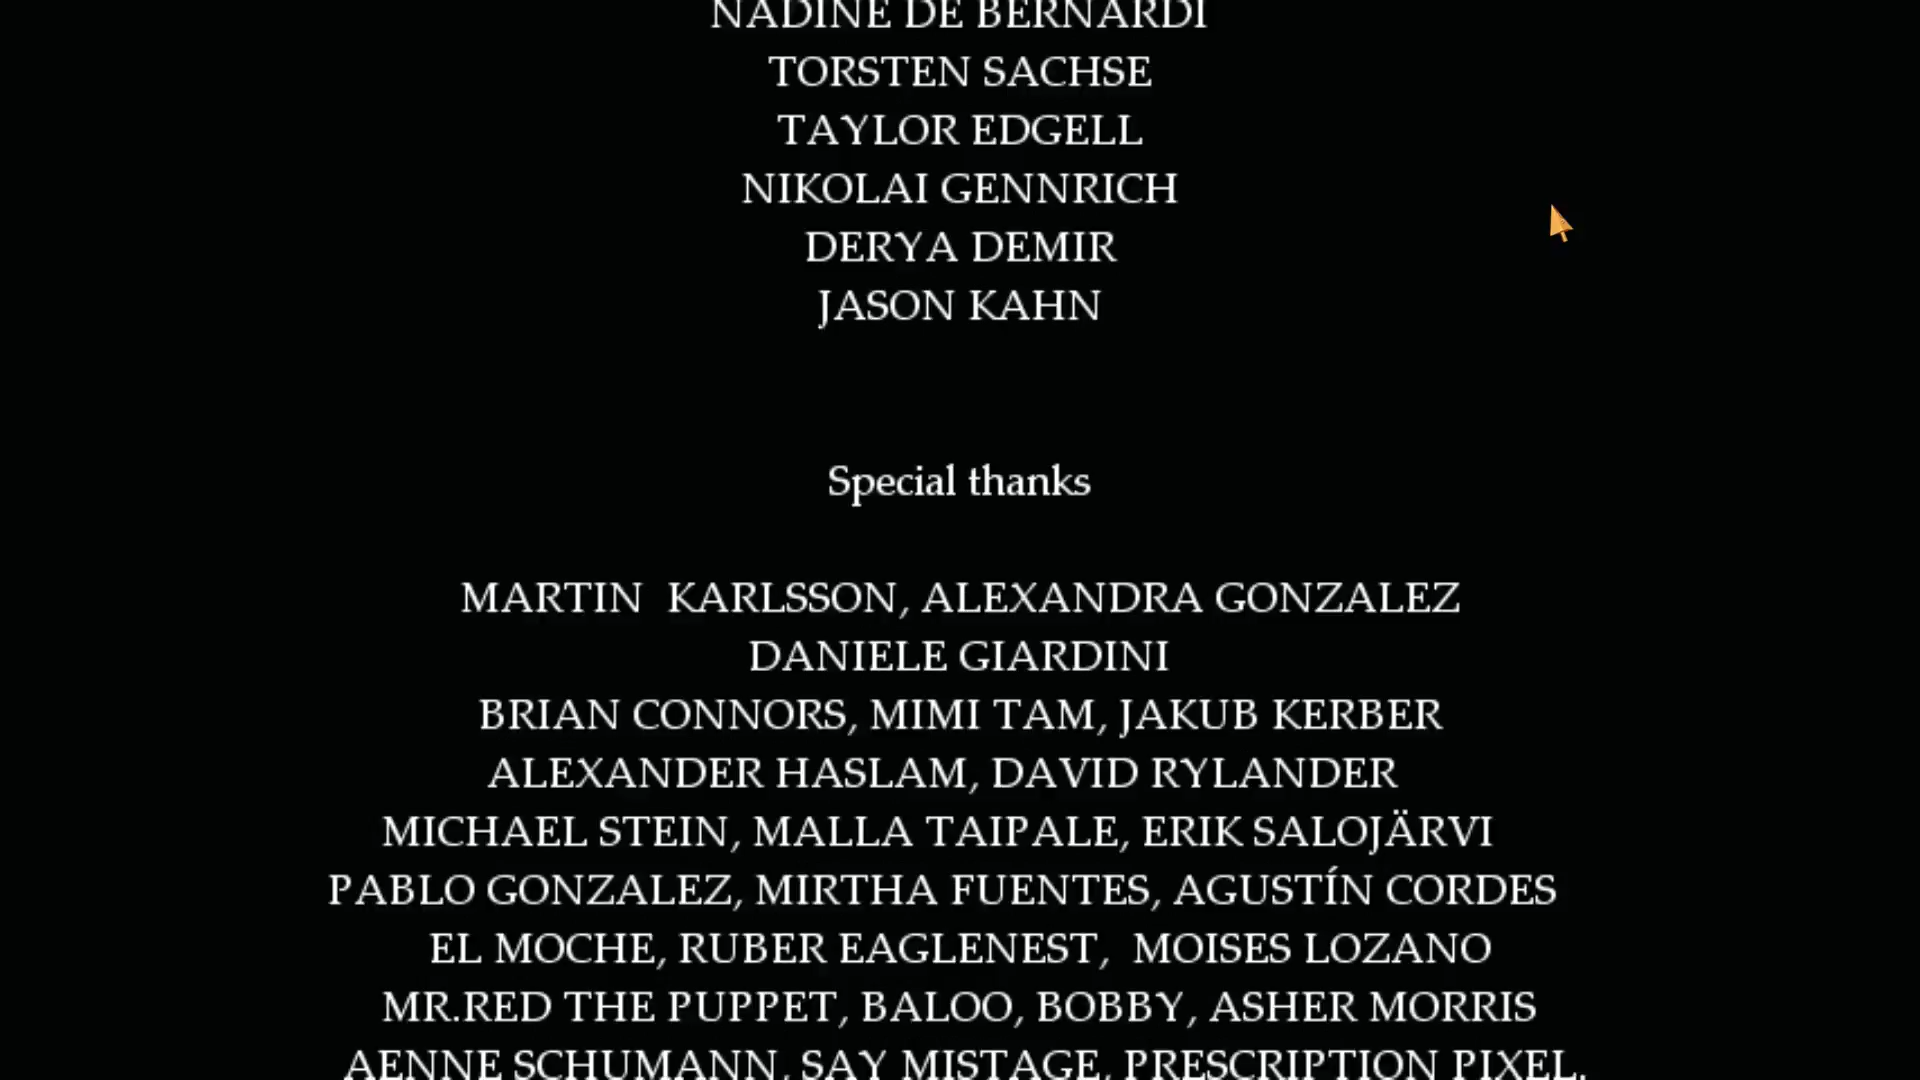 NADINE DE BERNARDI
TORSTEN SACHSE
TAYLOR EDGELL
NIKOLAI GENNRICH
DERYA DEMIR
JASON KAHN
Special thanks
MARTIN  KARLSSON, ALEXANDRA GONZALEZ
DANIELE GIARDINI
BRIAN CONNORS, MIMI TAM, JAKUB KERBER
ALEXANDER HASLAM, DAVID RYLANDER
MICHAEL STEIN, MALLA TAIPALE, ERIK SALOJÄRVI
PABLO GONZALEZ, MIRTHA FUENTES, AGUSTÍN CORDES
EL MOCHE, RUBER EAGLENEST,  MOISES LOZANO
MR.RED THE PUPPET, BALOO, BOBBY, ASHER MORRIS
AENNE SCHUMANN, SAY MISTAGE, PRESCRIPTION PIXEL.